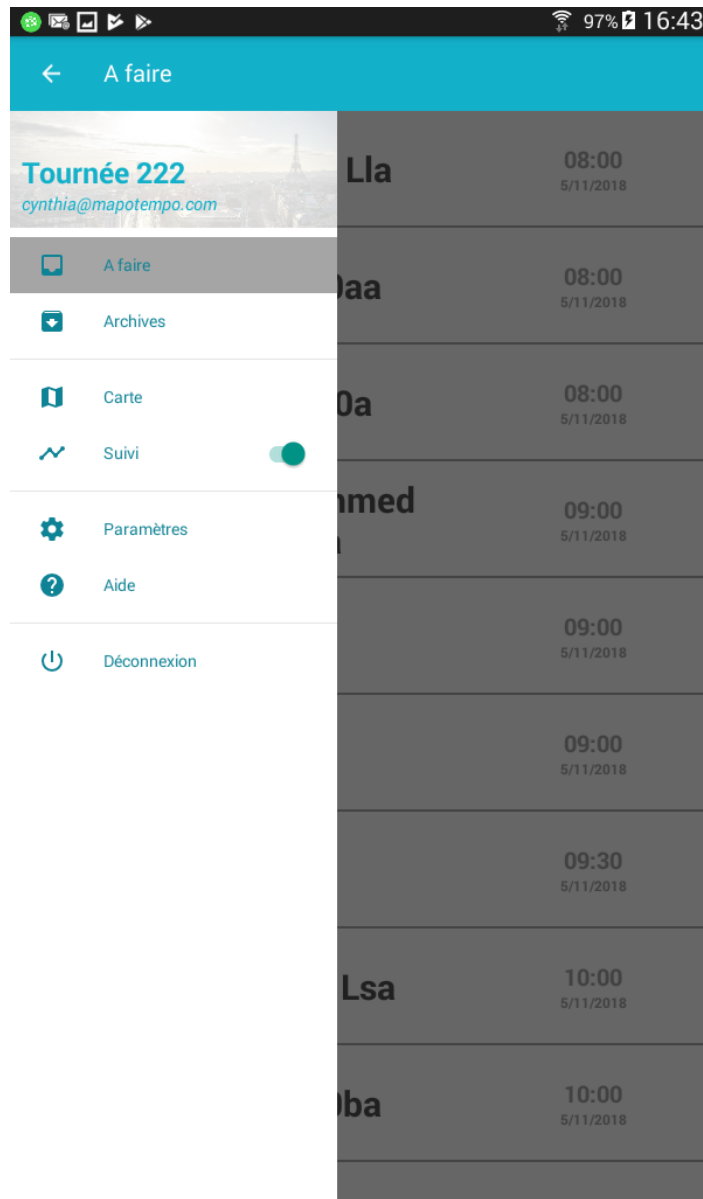 97% 16:43
A faire
Tournée 222
cynthia@mapotempo.com
A faire
Archives
Carte
Suivi
Paramètres
Aide
Déconnexion
Lla
08:00
5/11/2018
08:00
5/11/2018
08:00
5/11/2018
09:00
5/11/2018
09:00
5/11/2018
09:00
5/11/2018
09:30
5/11/2018
Lsa
10:00
5/11/2018
10:00
5/11/2018